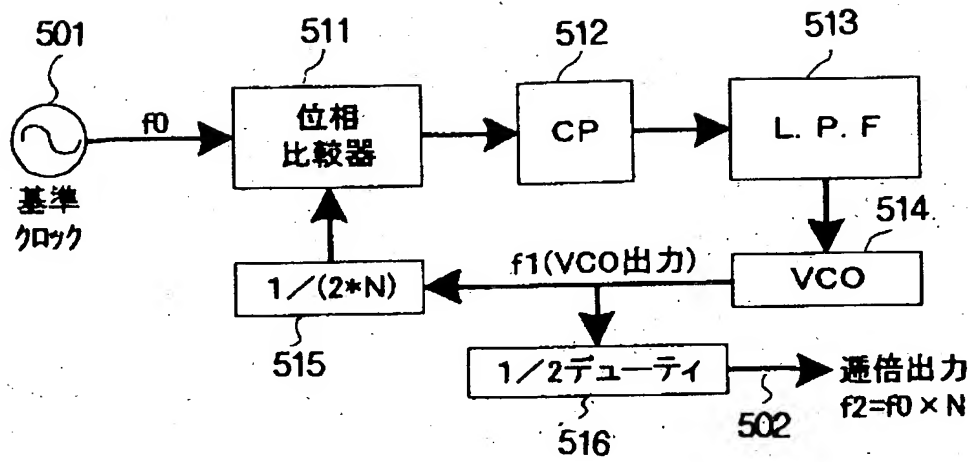 501
511
512
513
f0
位相
比較器
CP
L. P. F
基準
クロック
514
1/(2*N)
f1(VCO出力)
VCO
515
1/2デューティ
逓倍出力
f2=f0×N
516
502